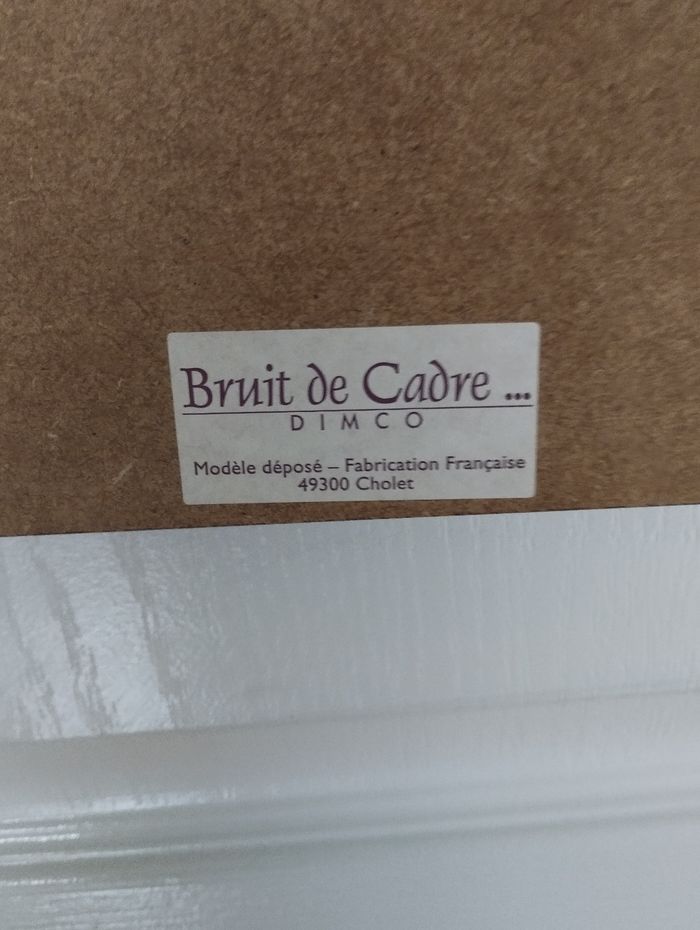 Bruit de Cadre ...
DIMCO
Modèle déposé – Fabrication Française
49300 Cholet